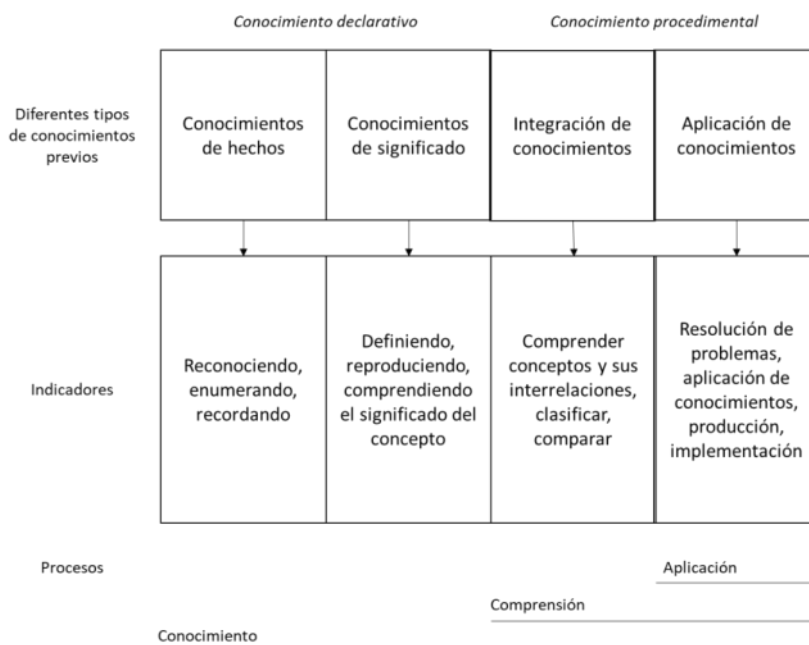 Conocimiento declarativo
Conocimiento procedimental
Diferentes tipos
de conocimientos
previos
Conocimientos
de hechos
Conocimientos
de significado
Integración de
conocimientos
Aplicación de
conocimientos
Indicadores
Reconociendo,
enumerando,
recordando
Definiendo,
reproduciendo,
comprendiendo
el significado del
concepto
Comprender
conceptos y sus
interrelaciones,
clasificar,
comparar
Resolución de
problemas,
aplicación de
conocimientos,
producción,
implementación
Procesos
Aplicación
Comprensión
Conocimiento